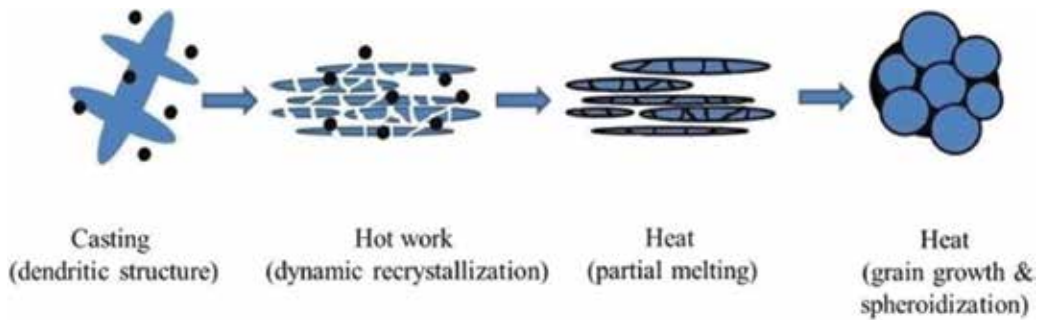 Casting
(dendritic structure)
Hot work
(dynamic recrystallization)
Heat
(partial melting)
Heat
(grain growth &
spheroidization)